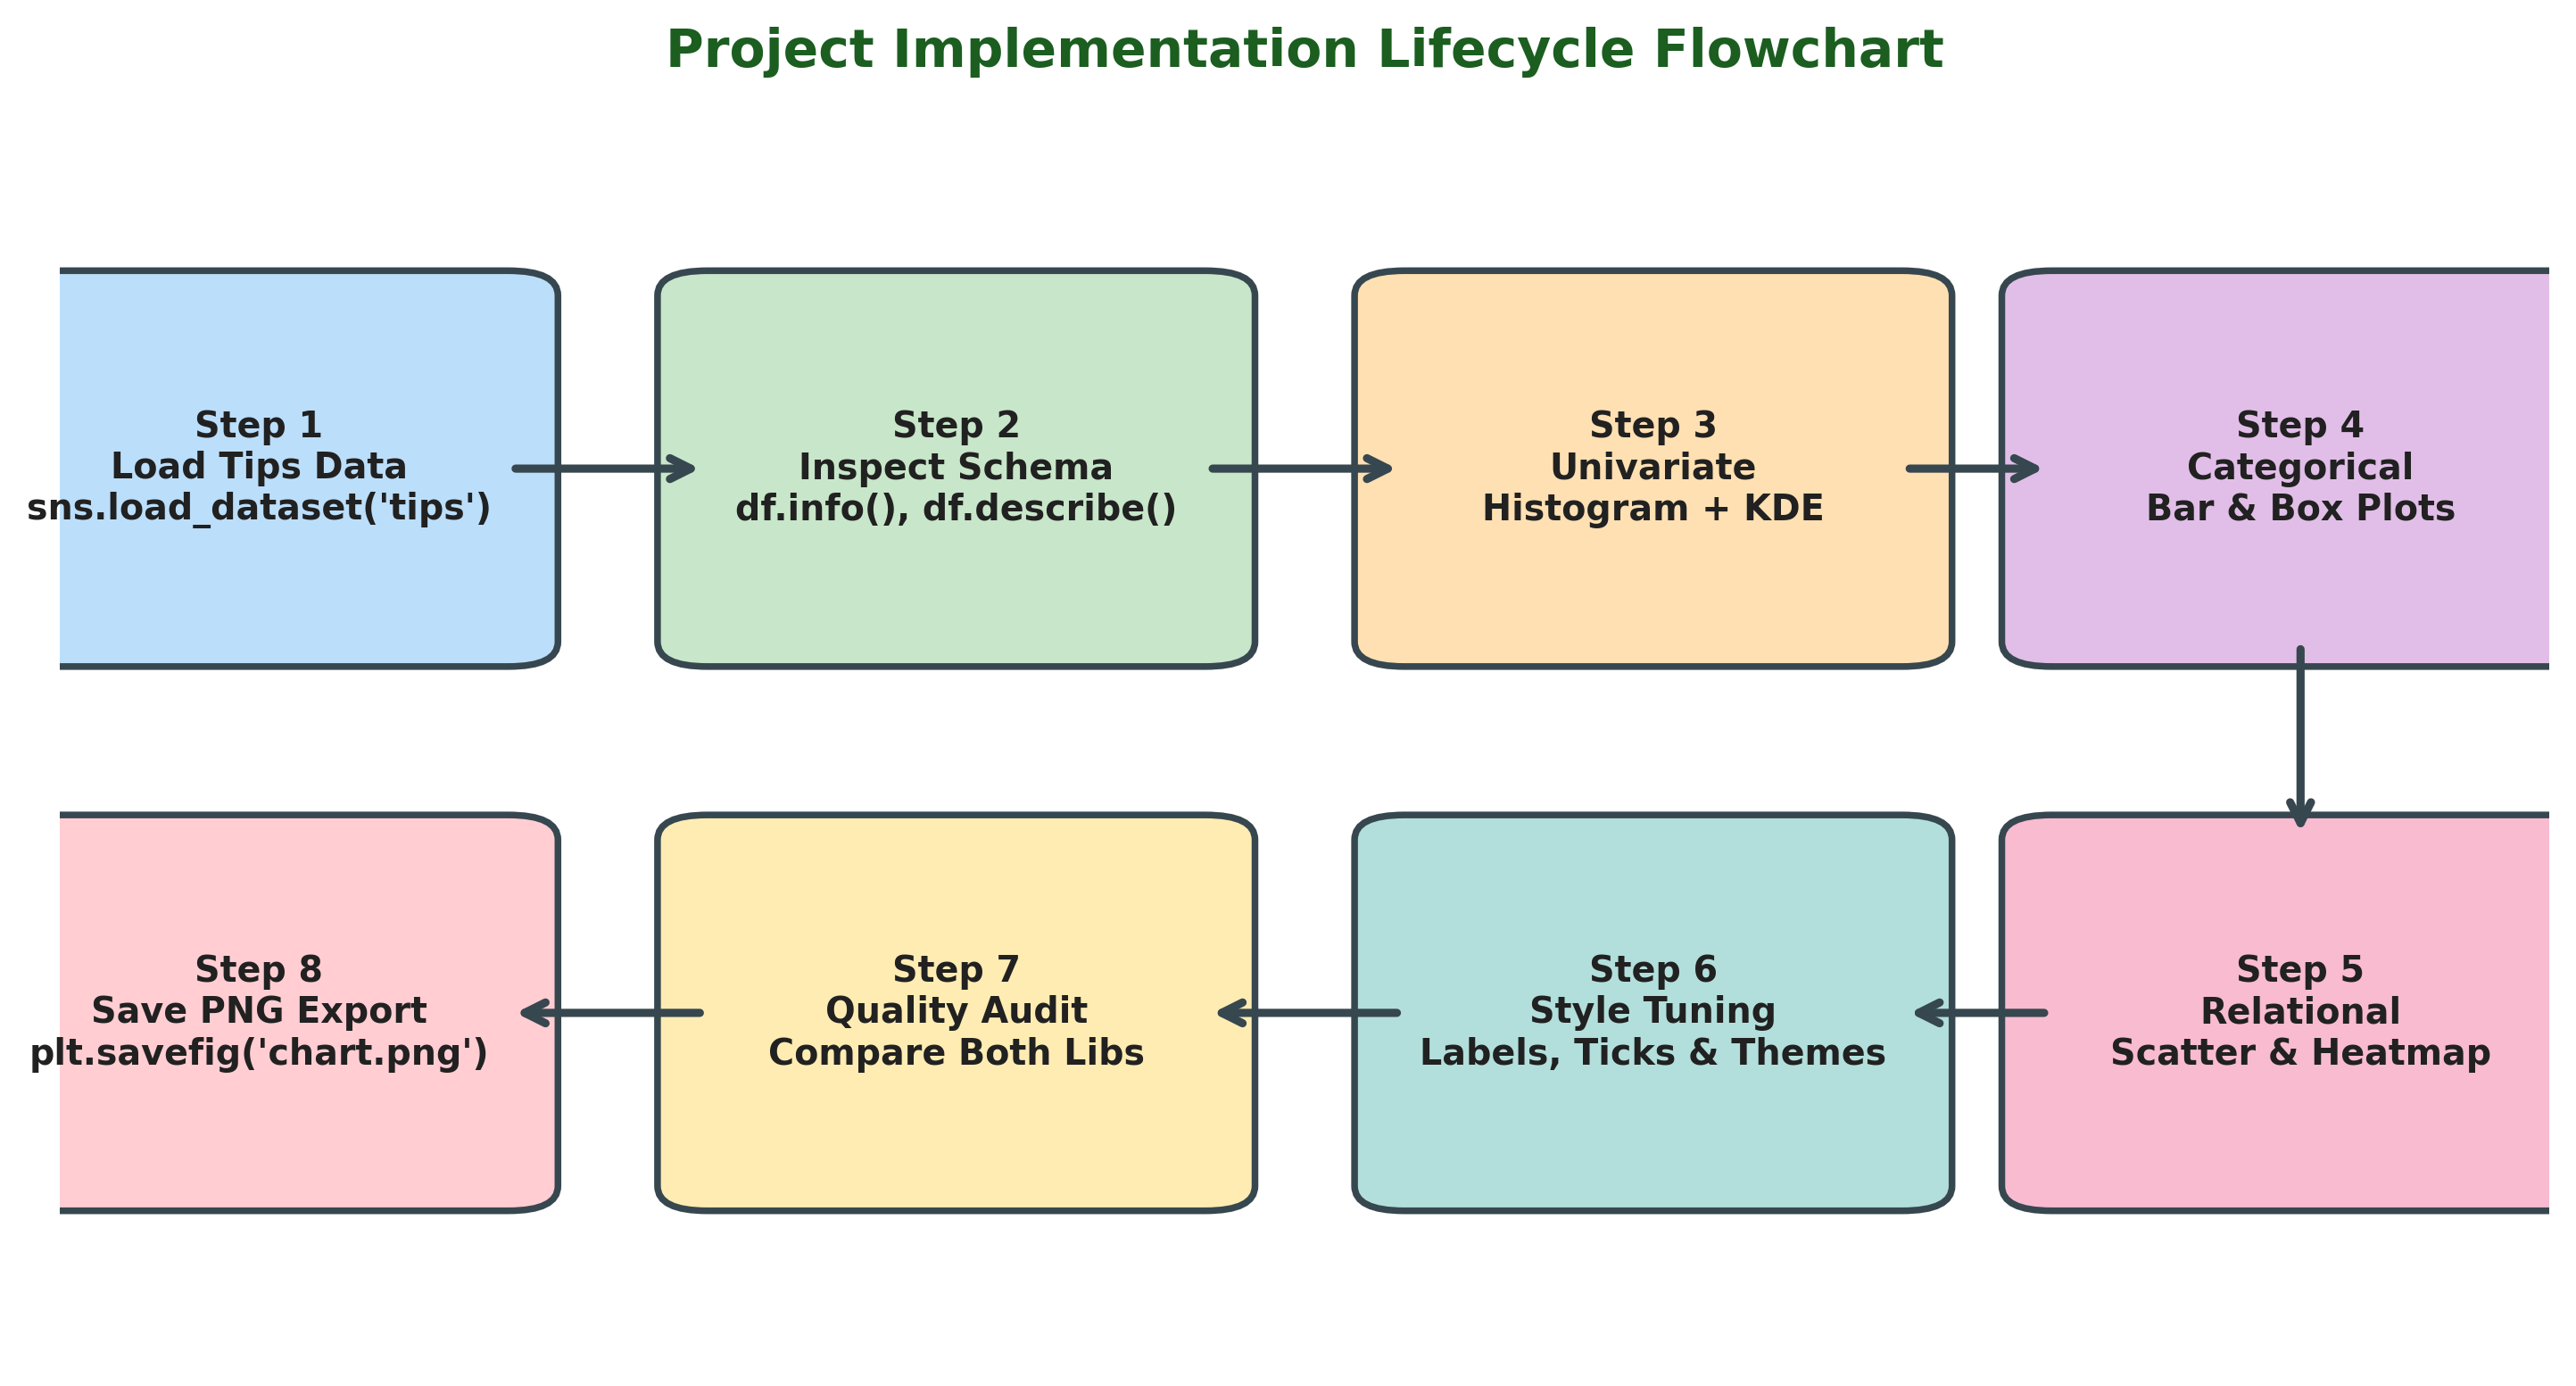 Project Implementation Lifecycle Flowchart
Step 1
Load Tips Data
sns.load_dataset('tips')
Step 2
Inspect Schema
df.info(), df.describe()
Step 3
Univariate
Histogram + KDE
Step 4
Categorical
Bar & Box Plots
Step 5
Relational
Scatter & Heatmap
Step 6
Style Tuning
Labels, Ticks & Themes
Step 7
Quality Audit
Compare Both Libs
Step 8
Save PNG Export
plt.savefig('chart.png')